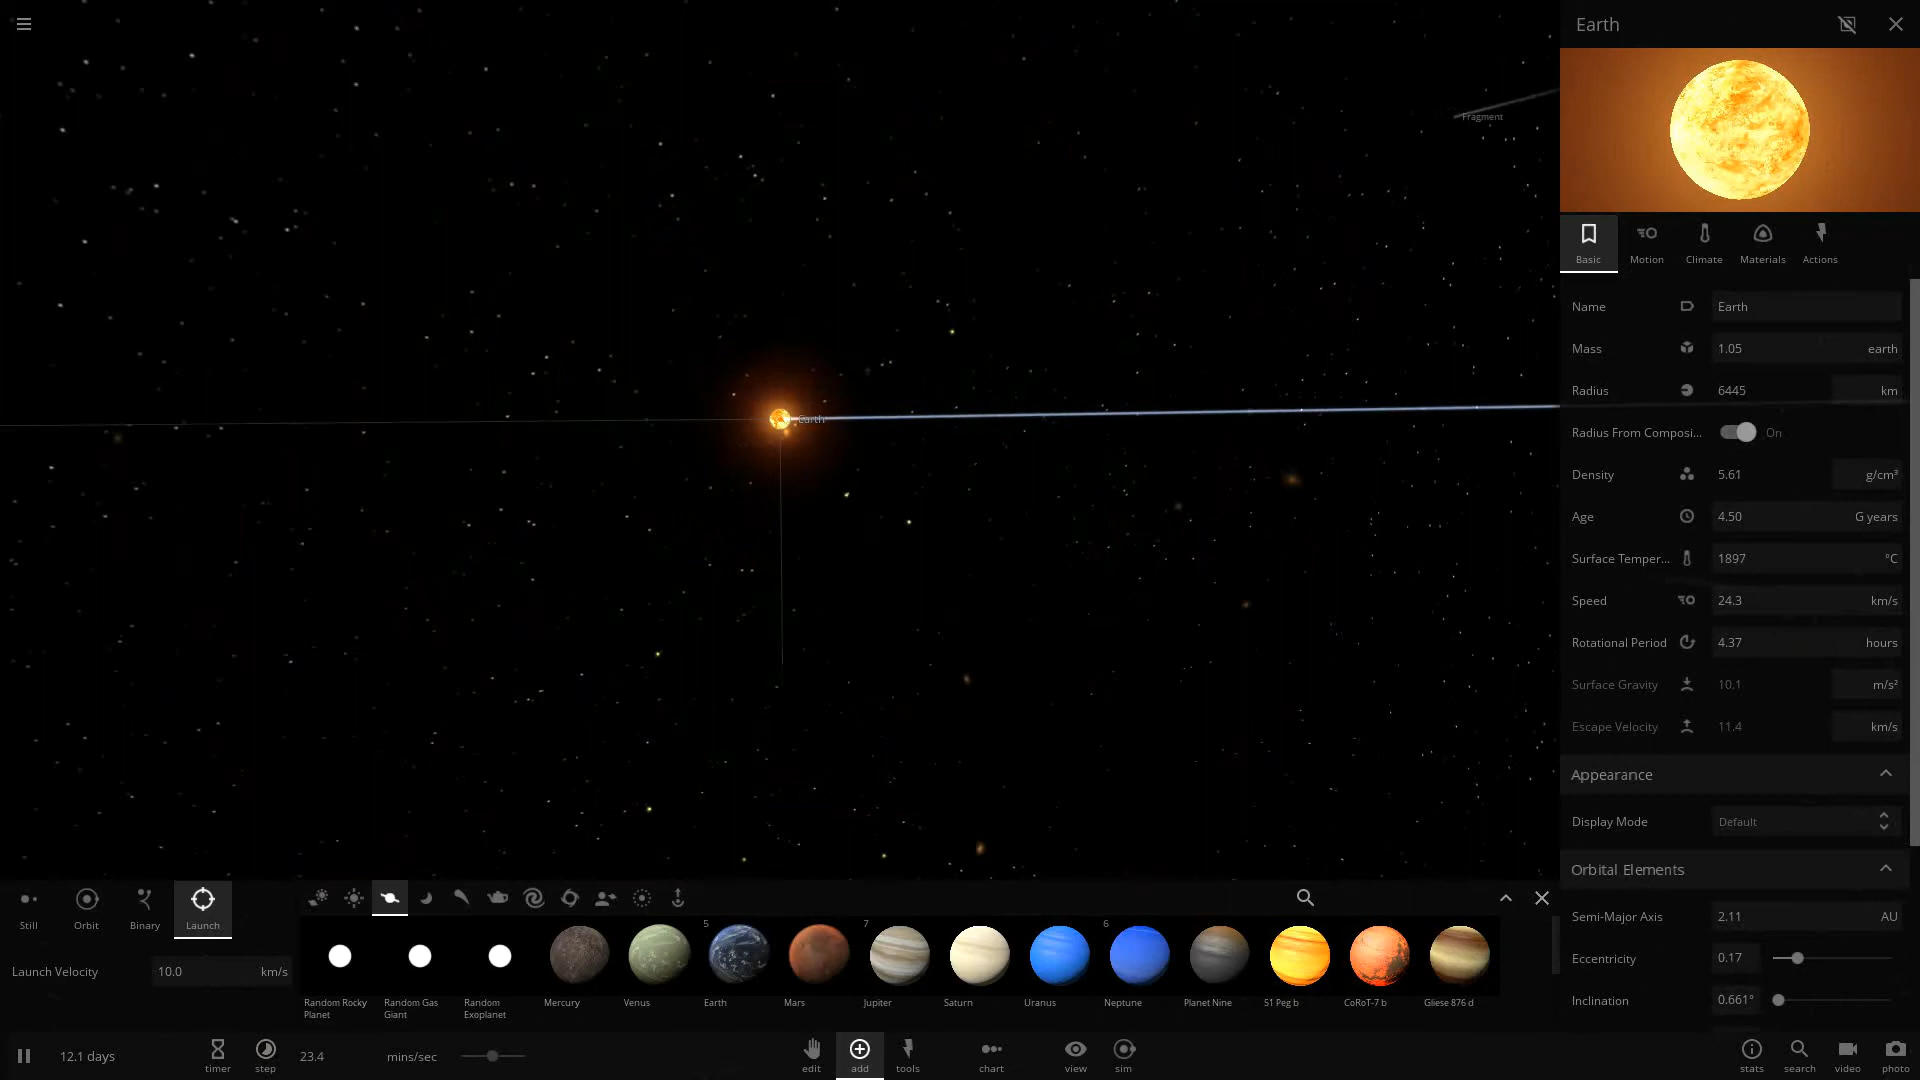 Earth
Fragment
Earth
Basic
Motion
Climate
Materials
Actions
Name Earth
Mass 1.05 earth
Radius 6445 km
Radius From Composi... On
Density 5.61 g/cm³
Age 4.50 G years
Surface Temper... 1897 °C
Speed 24.3 km/s
Rotational Period 4.37 hours
Surface Gravity 10.1 m/s²
Escape Velocity 11.4 km/s
Appearance
Display Mode Default
Orbital Elements
Semi-Major Axis 2.11 AU
Eccentricity 0.17
Inclination 0.661°
Still
Orbit
Binary
Launch
Launch Velocity 10.0 km/s
5
7
6
Random Rocky
Planet
Random Gas
Giant
Random
Exoplanet
Mercury
Venus
Earth
Mars
Jupiter
Saturn
Uranus
Neptune
Planet Nine
51 Peg b
CoRoT-7 b
Gliese 876 d
12.1 days
timer
step
23.4 mins/sec
edit
add
tools
chart
view
sim
stats
search
video
photo